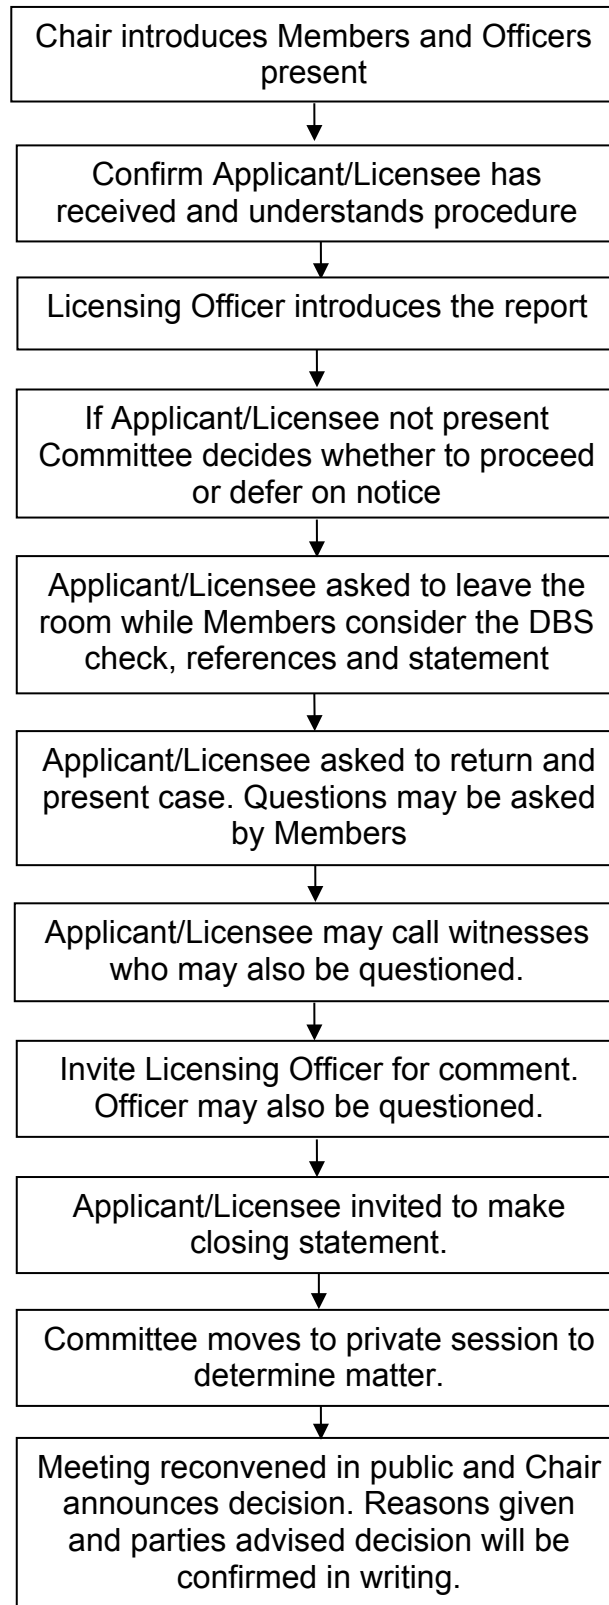 Chair introduces Members and Officers
present
Confirm Applicant/Licensee has
received and understands procedure
Licensing Officer introduces the report
If Applicant/Licensee not present
Committee decides whether to proceed
or defer on notice
Applicant/Licensee asked to leave the
room while Members consider the DBS
check, references and statement
Applicant/Licensee asked to return and
present case. Questions may be asked
by Members
Applicant/Licensee may call witnesses
who may also be questioned.
Invite Licensing Officer for comment.
Officer may also be questioned.
Applicant/Licensee invited to make
closing statement.
Committee moves to private session to
determine matter.
Meeting reconvened in public and Chair
announces decision. Reasons given
and parties advised decision will be
confirmed in writing.